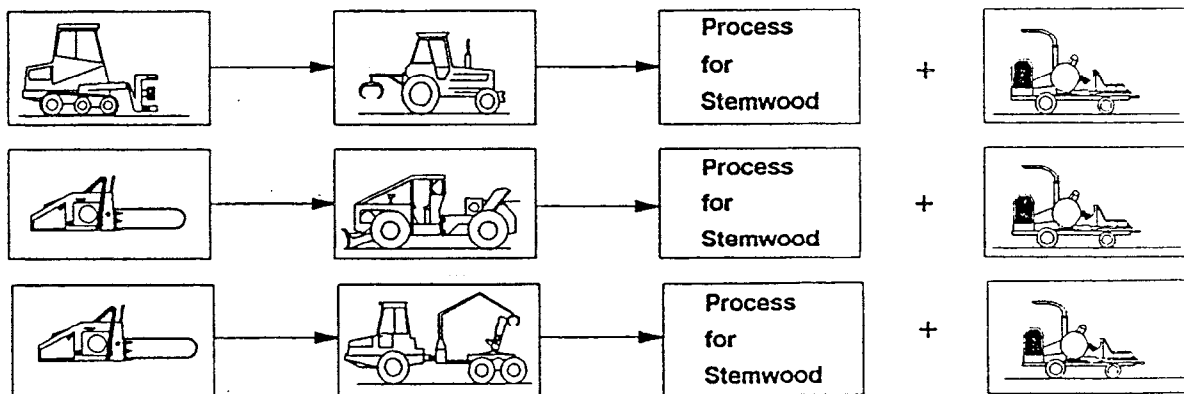 Process
for
Stemwood
+
Process
for
Stemwood
+
Process
for
Stemwood
+